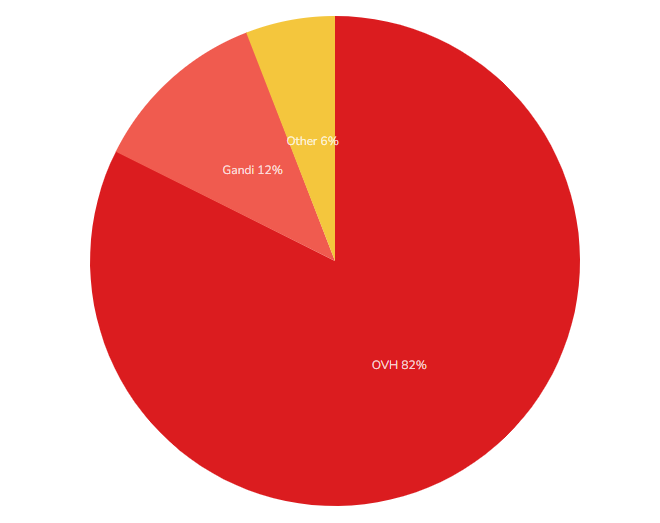 Other 6%
Gandi 12%
OVH 82%